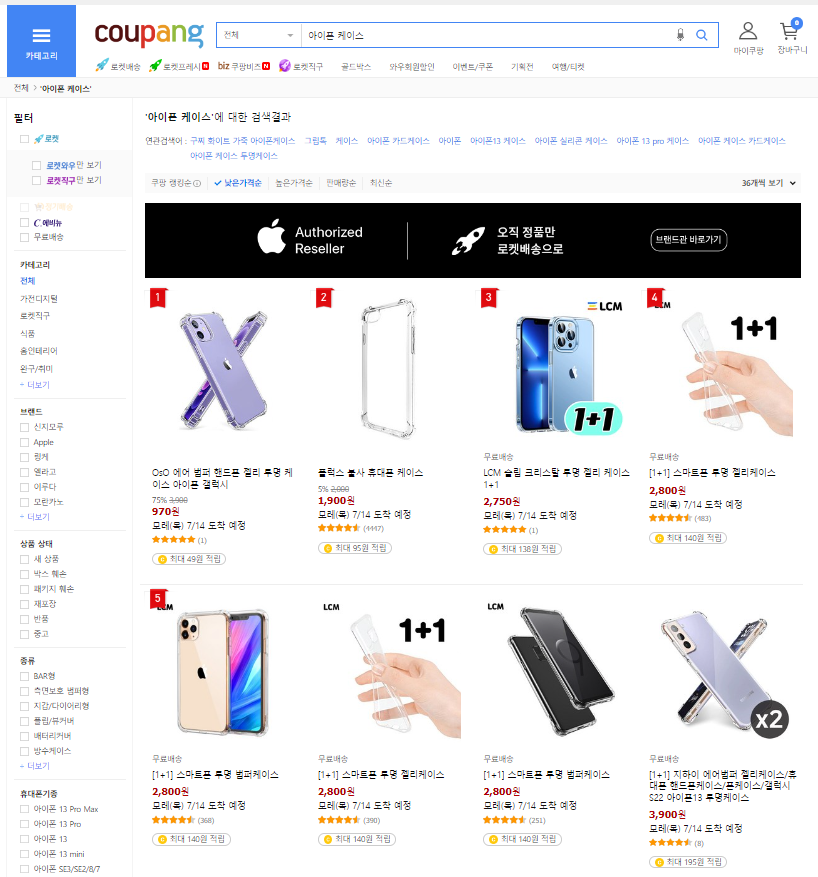 카테고리
coupang
전체
아이폰 케이스
마이쿠팡
0
장바구니
로켓배송
로켓프레시
N
biz 쿠팡비즈
N
로켓직구
골드박스
와우회원할인
이벤트/쿠폰
기획전
여행/티켓
전체 > '아이폰 케이스'
필터
로켓
로켓와우만 보기
로켓직구만 보기
C.에비뉴
무료배송
카테고리
전체
가전디지털
로켓직구
식품
홈인테리어
완구/취미
+ 더보기
브랜드
신지모루
Apple
링케
엘라고
이루다
모란카노
+ 더보기
상품 상태
새 상품
박스 훼손
패키지 훼손
재포장
반품
중고
종류
BAR형
측면보호 범퍼형
지갑/다이어리형
플립/뷰커버
배터리커버
방수케이스
+ 더보기
휴대폰기종
아이폰 13 Pro Max
아이폰 13 Pro
아이폰 13
아이폰 13 mini
아이폰 SE3/SE2/8/7
'아이폰 케이스'에 대한 검색결과
연관검색어 : 구찌 화이트 가죽 아이폰케이스 그립톡 케이스 아이폰 카드케이스 아이폰 아이폰13 케이스 아이폰 실리콘 케이스 아이폰 13 pro 케이스 아이폰 케이스 카드케이스
아이폰 케이스 투명케이스
쿠팡 랭킹순 낮은가격순 높은가격순 판매량순 최신순
36개씩 보기
Authorized
Reseller
오직 정품만
로켓배송으로
브랜드관 바로가기
1
OsO 에어 범퍼 핸드폰 젤리 투명 케
이스 아이폰 갤럭시
75% 3,900
970원
모레(목) 7/14 도착 예정
(1)
최대 49원 적립
2
플럭스 불사 휴대폰 케이스
5% 2,000
1,900원
모레(목) 7/14 도착 예정
(4447)
최대 95원 적립
3
LCM
1+1
무료배송
LCM 슬림 크리스탈 투명 젤리 케이스
1+1
2,750원
모레(목) 7/14 도착 예정
(1)
최대 138원 적립
4
LCM
1+1
무료배송
[1+1] 스마트폰 투명 젤리케이스
2,800원
모레(목) 7/14 도착 예정
(483)
최대 140원 적립
5
LCM
무료배송
[1+1] 스마트폰 투명 범퍼케이스
2,800원
모레(목) 7/14 도착 예정
(368)
최대 140원 적립
LCM
1+1
무료배송
[1+1] 스마트폰 투명 젤리케이스
2,800원
모레(목) 7/14 도착 예정
(390)
최대 140원 적립
LCM
무료배송
[1+1] 스마트폰 투명 범퍼케이스
2,800원
모레(목) 7/14 도착 예정
(251)
최대 140원 적립
x2
무료배송
[1+1] 지하이 에어범퍼 젤리케이스/휴
대폰 핸드폰케이스/폰케이스/갤럭시
S22 아이폰13 투명케이스
3,900원
모레(목) 7/14 도착 예정
(8)
최대 195원 적립